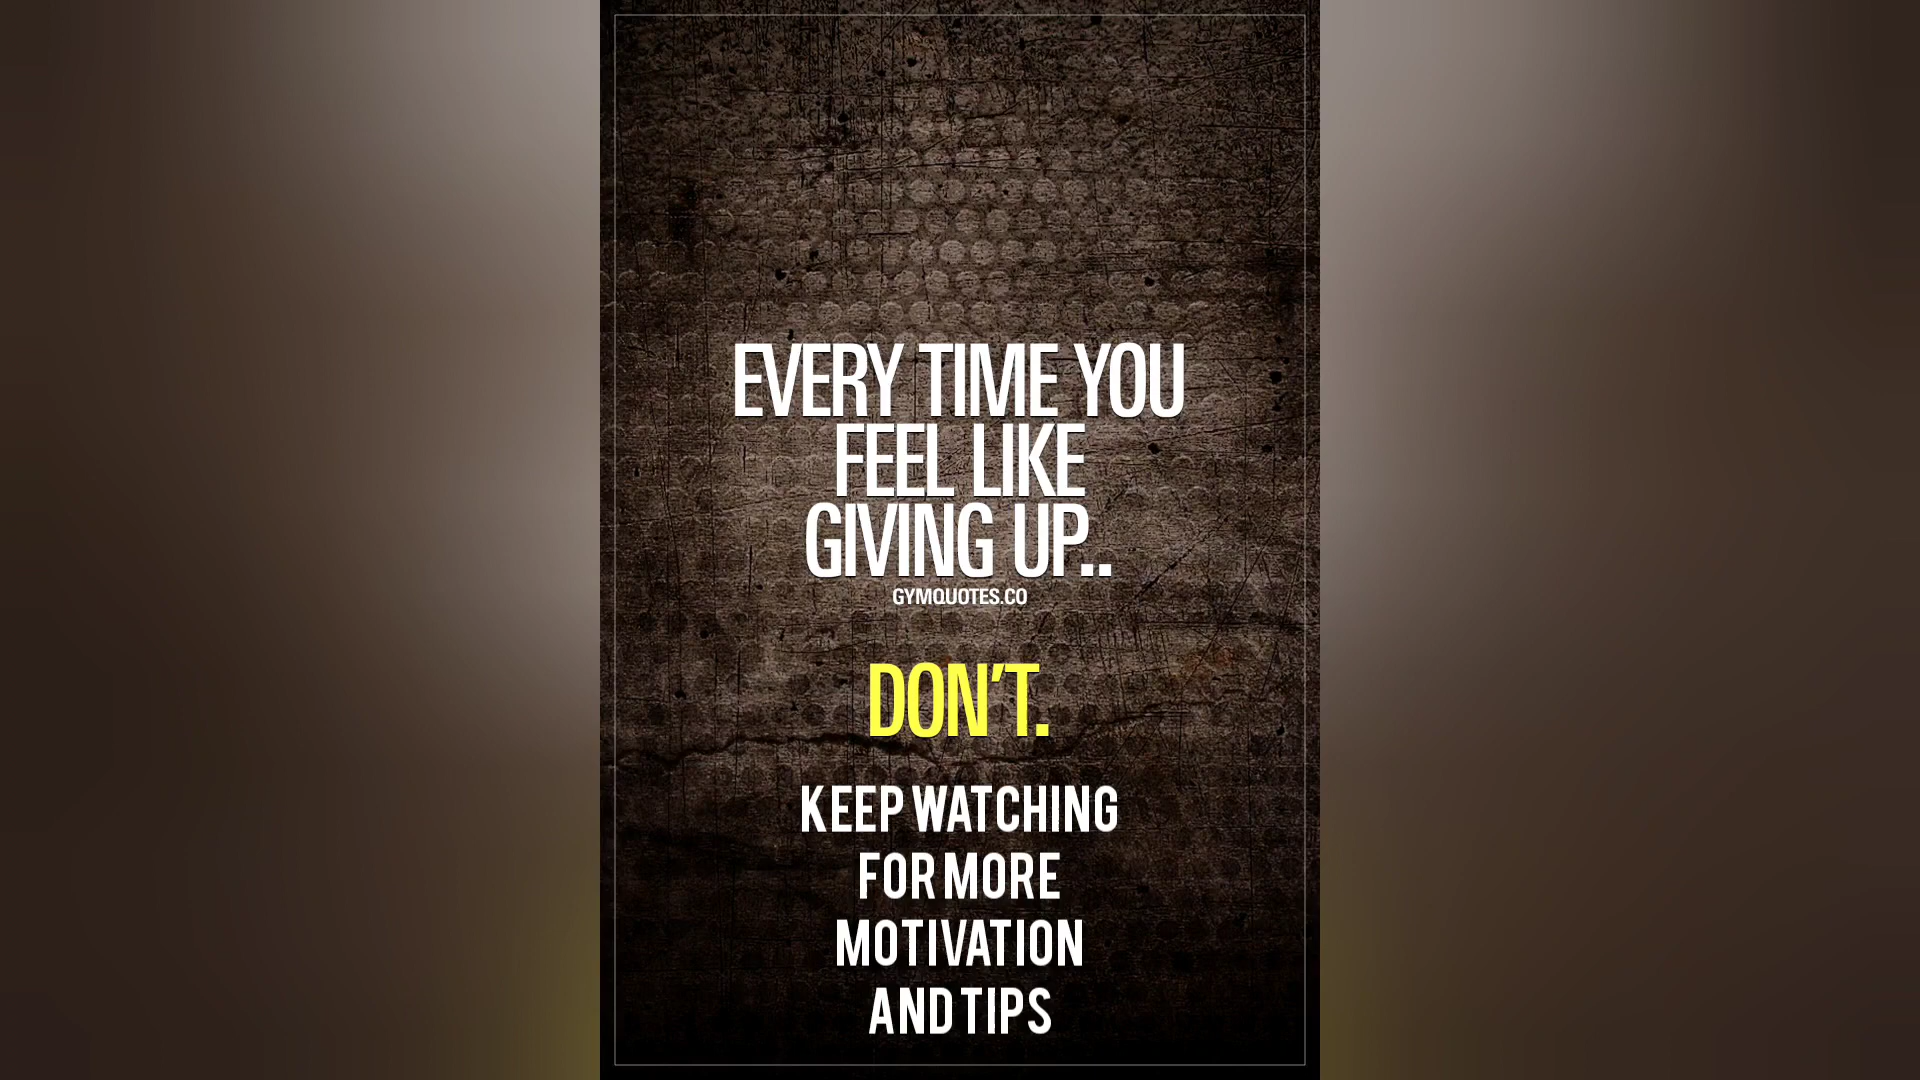 EVERY TIME YOU
FEEL LIKE
GIVING UP..
GYMQUOTES.CO
DON'T.
KEEP WATCHING
FOR MORE
MOTIVATION
AND TIPS